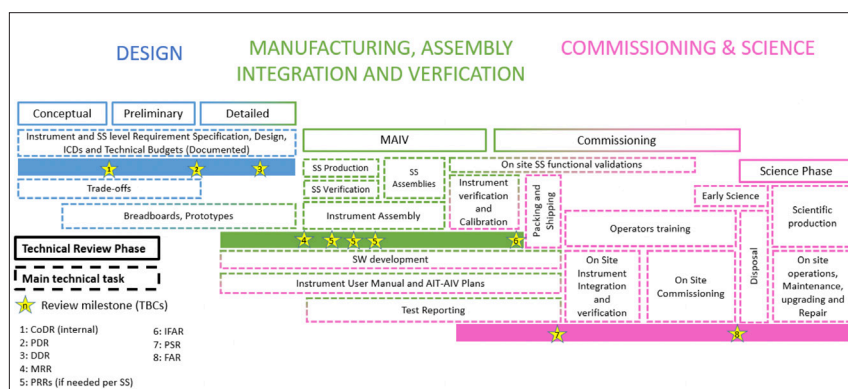 DESIGN
MANUFACTURING, ASSEMBLY
INTEGRATION AND VERFICATION
COMMISSIONING & SCIENCE
Conceptual
Preliminary
Detailed
Instrument and SS level Requirement Specification, Design,
ICDs and Technical Budgets (Documented)
1
2
3
Trade-offs
Breadboards, Prototypes
MAIV
Commissioning
SS Production
SS Verification
SS
Assemblies
On site SS functional validations
Instrument
verification
and
Calibration
Packing and
Shipping
Instrument Assembly
Science Phase
Early Science
Scientific
production
Operators training
Disposal
4
5
5
5
6
SW development
Instrument User Manual and AIT-AIV Plans
Test Reporting
On Site
Instrument
Integration
and
verification
On Site
Commissioning
On site
operations,
Maintenance,
upgrading and
Repair
7
8
Technical Review Phase
Main technical task
n
Review milestone (TBCs)
1: CoDR (internal)
2: PDR
3: DDR
4: MRR
5: PRRs (if needed per SS)
6: IFAR
7: PSR
8: FAR